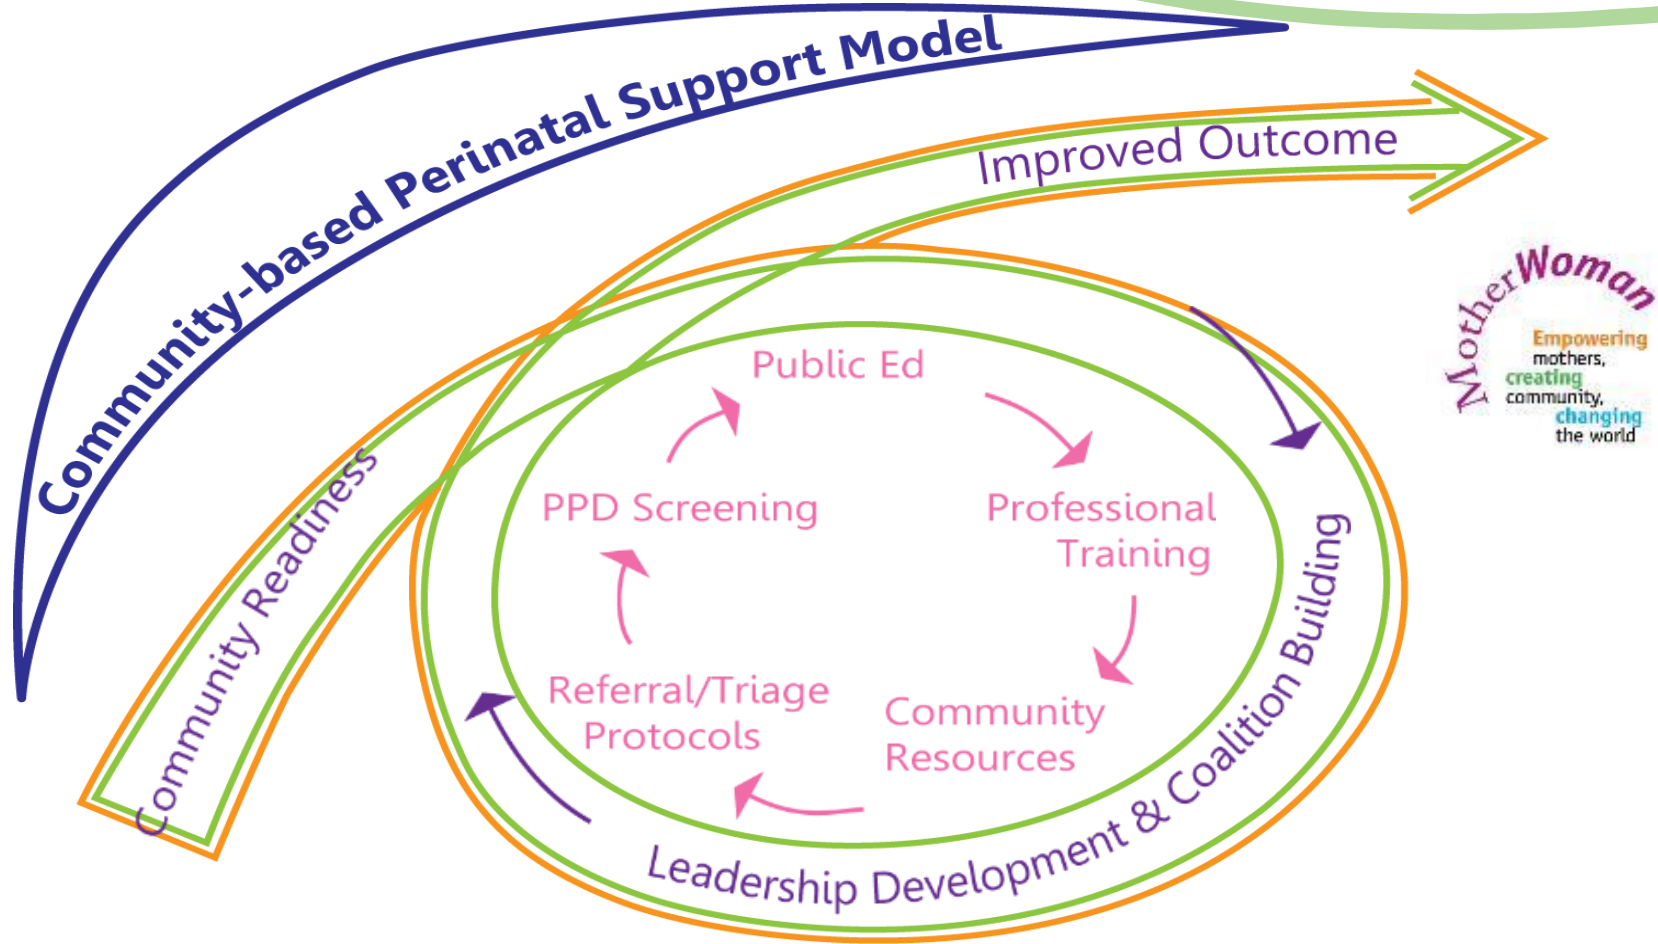 Community-based Perinatal Support Model
Improved Outcome
Community Readiness
Public Ed
Professional
Training
Community
Resources
Referral/Triage
Protocols
PPD Screening
Leadership Development & Coalition Building
MotherWoman
Empowering
mothers,
creating
community,
changing
the world